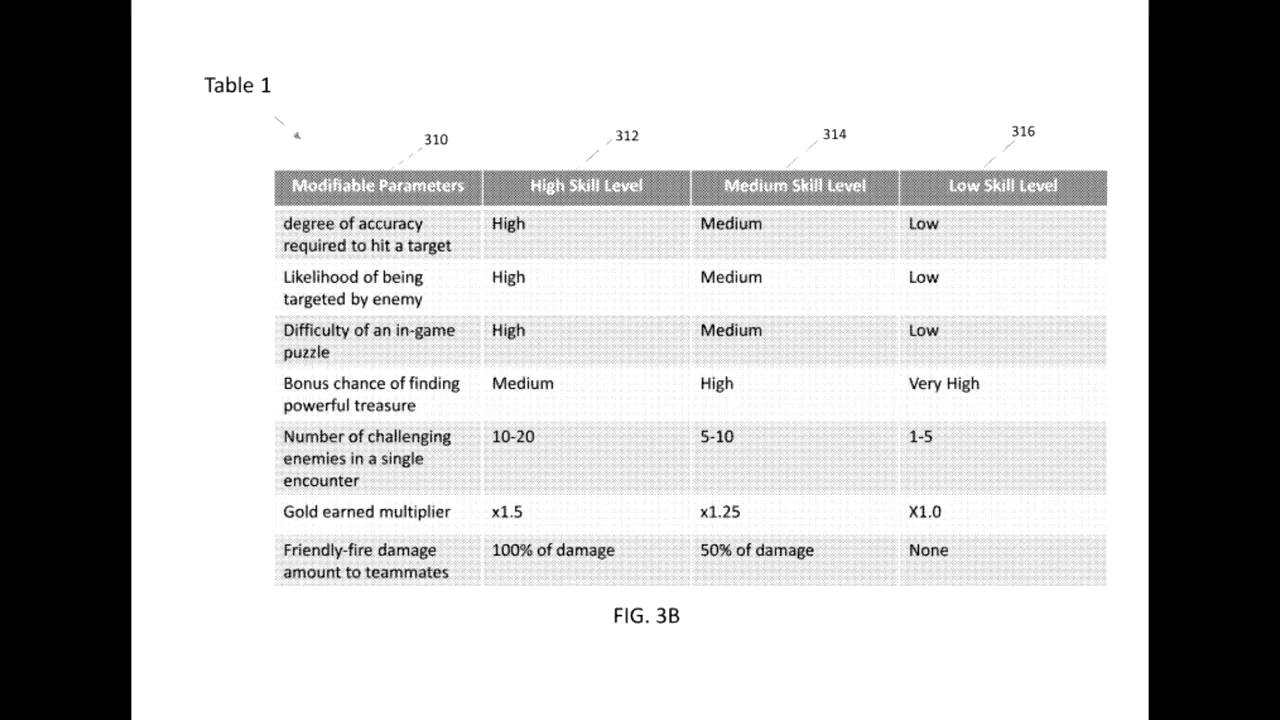 Table 1
310
312
314
316
Modifiable Parameters High Skill Level Medium Skill Level Low Skill Level
degree of accuracy High Medium Low
required to hit a target
Likelihood of being High Medium Low
targeted by enemy
Difficulty of an in-game High Medium Low
puzzle
Bonus chance of finding Medium High Very High
powerful treasure
Number of challenging 10-20 5-10 1-5
enemies in a single
encounter
Gold earned multiplier x1.5 x1.25 X1.0
Friendly-fire damage 100% of damage 50% of damage None
amount to teammates
FIG. 3B